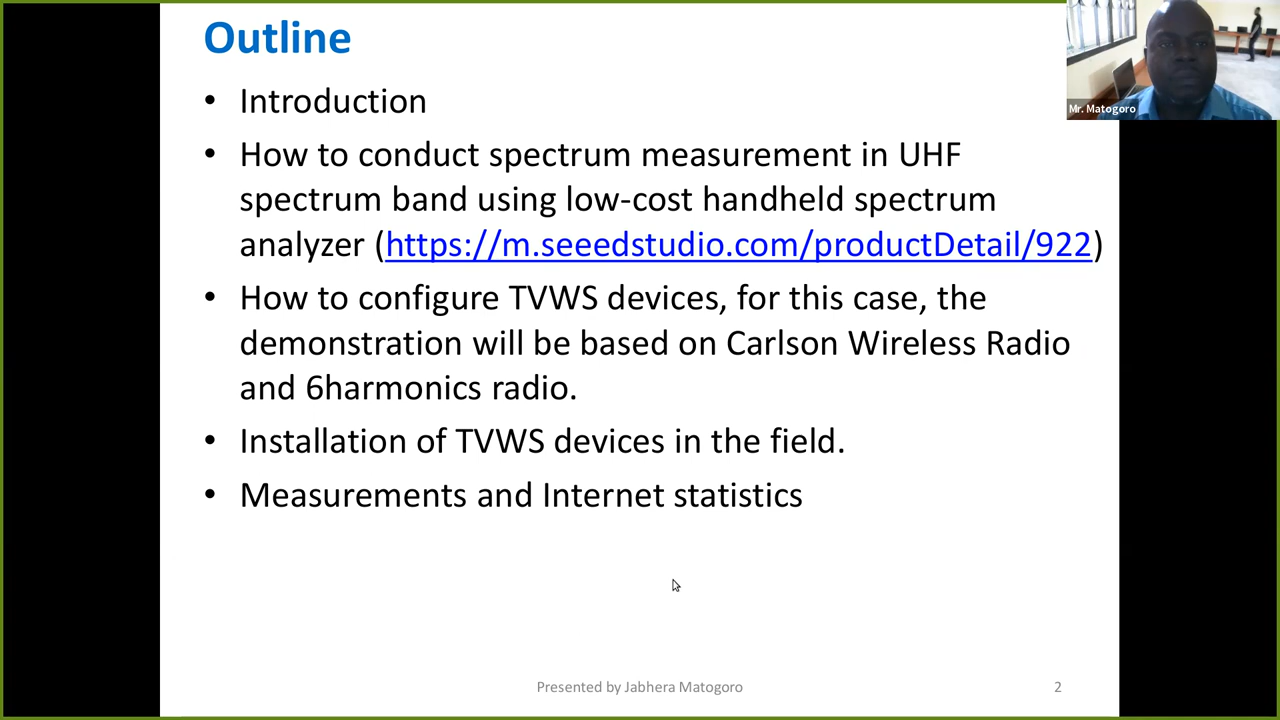 Outline
• Introduction
• How to conduct spectrum measurement in UHF
spectrum band using low-cost handheld spectrum
analyzer (https://m.seeedstudio.com/productDetail/922)
• How to configure TVWS devices, for this case, the
demonstration will be based on Carlson Wireless Radio
and 6harmonics radio.
• Installation of TVWS devices in the field.
• Measurements and Internet statistics
Presented by Jabhera Matogoro
2
Mr. Matogoro